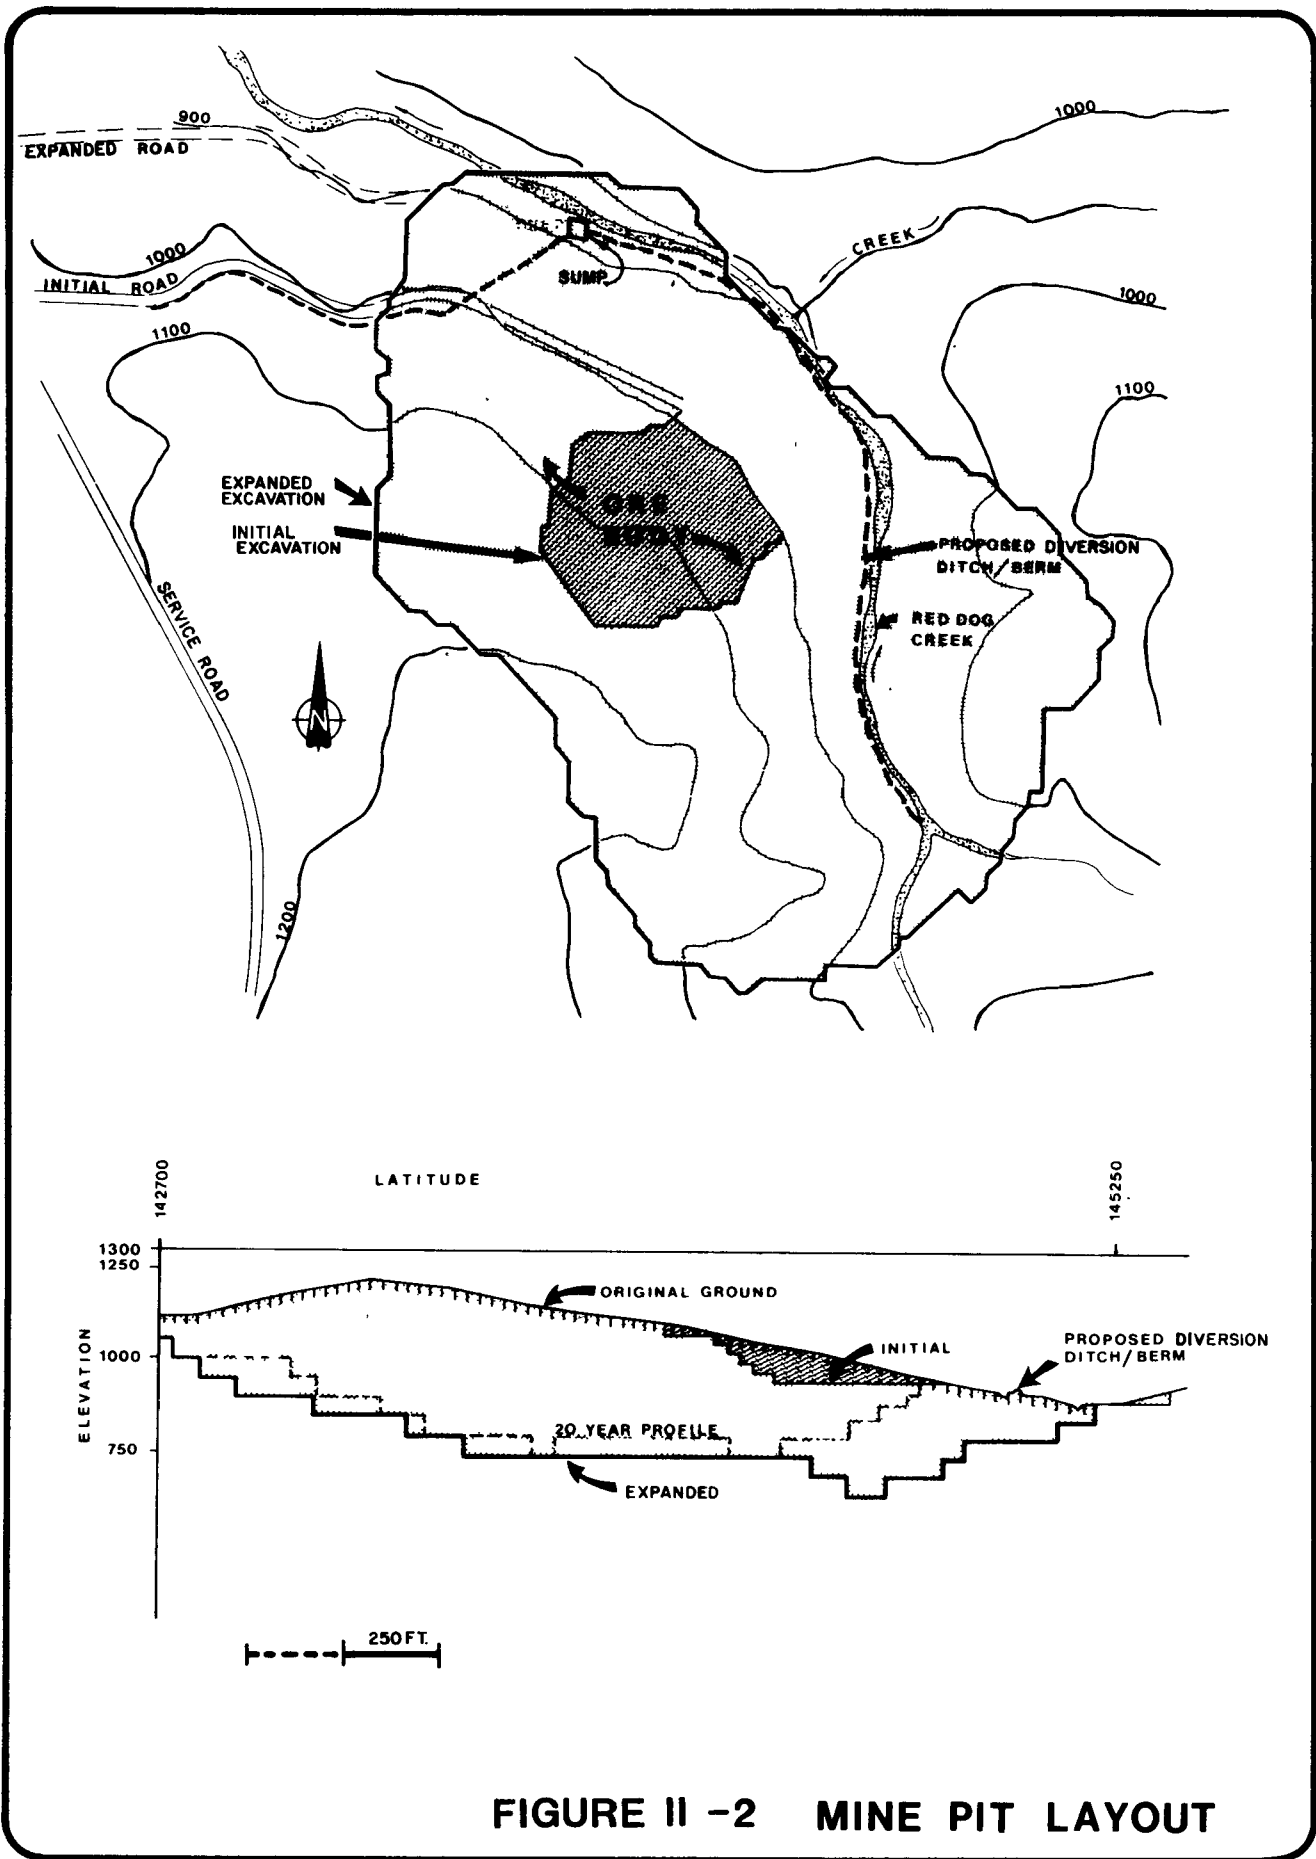 1000
900
EXPANDED ROAD
CREEK
1000
INITIAL ROAD
SUMP
1000
1100
1100
EXPANDED
EXCAVATION
INITIAL
EXCAVATION
ORE
BODY
PROPOSED DIVERSION
DITCH/BERM
RED DOG
CREEK
SERVICE ROAD
N
1200
LATITUDE
142700
145250
1300
1250
1000
750
ELEVATION
ORIGINAL GROUND
INITIAL
PROPOSED DIVERSION
DITCH/BERM
20 YEAR PROFILE
EXPANDED
250 FT.
FIGURE II -2 MINE PIT LAYOUT